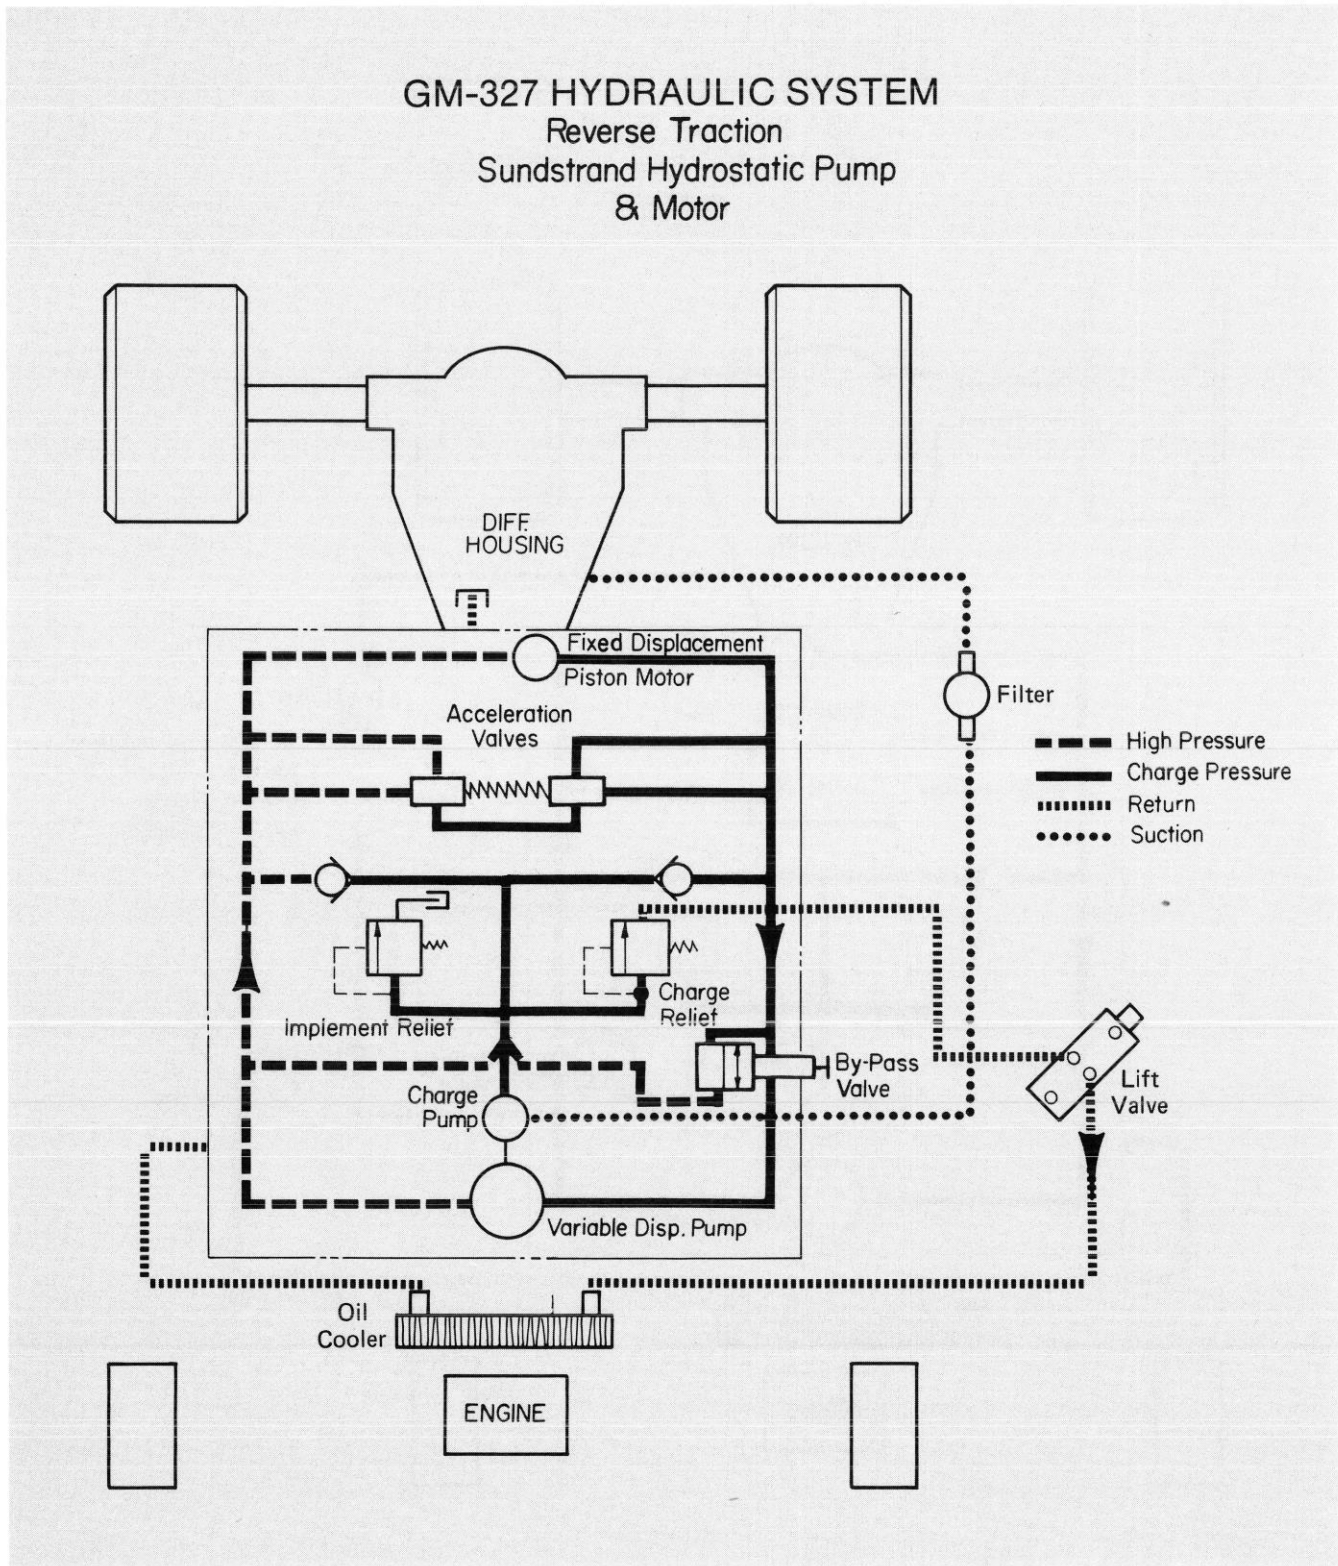 GM-327 HYDRAULIC SYSTEM
Reverse Traction
Sundstrand Hydrostatic Pump
& Motor
DIFF.
HOUSING
Fixed Displacement
Piston Motor
Acceleration
Valves
Filter
High Pressure
Charge Pressure
Return
Suction
implement Relief
Charge
Relief
By-Pass
Valve
Lift
Valve
Charge
Pump
Variable Disp. Pump
Oil
Cooler
ENGINE